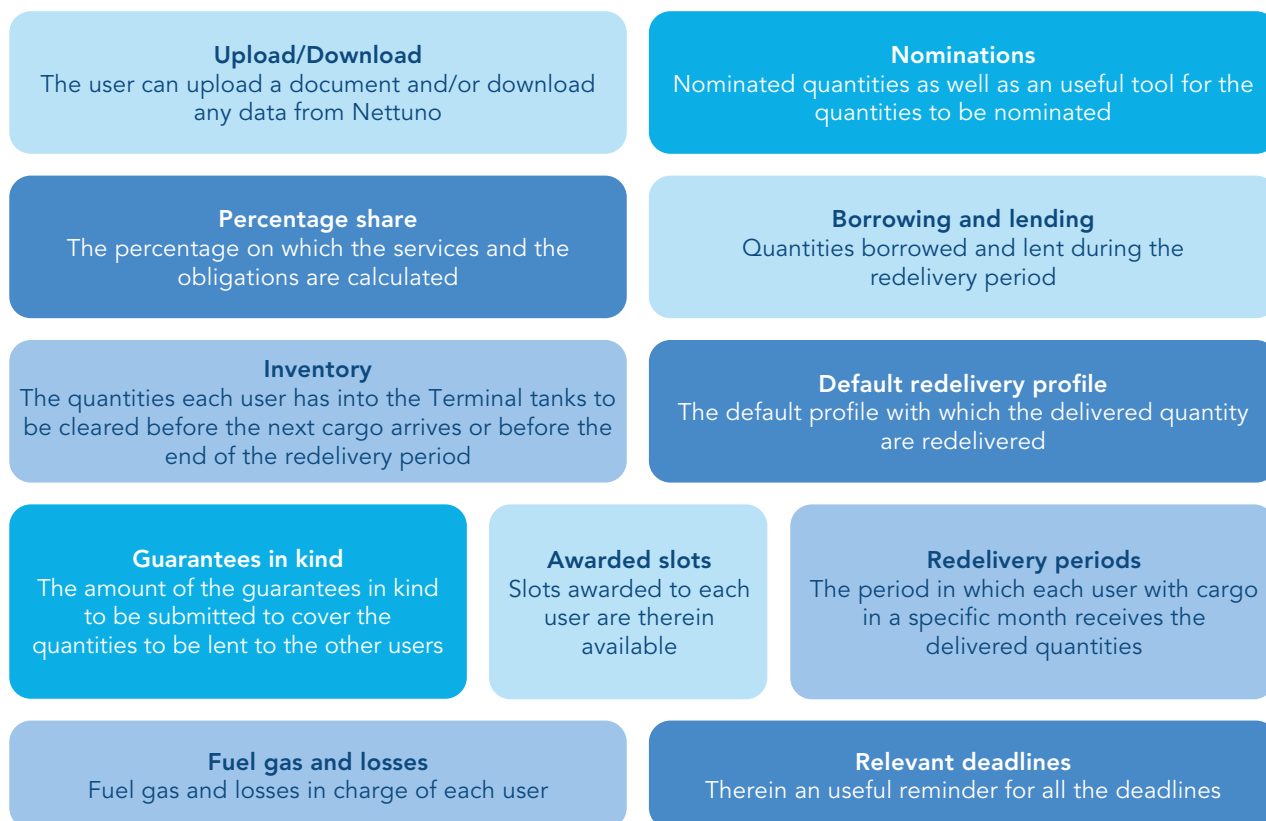 Upload/Download
The user can upload a document and/or download
any data from Nettuno
Nominations
Nominated quantities as well as an useful tool for the
quantities to be nominated
Percentage share
The percentage on which the services and the
obligations are calculated
Borrowing and lending
Quantities borrowed and lent during the
redelivery period
Inventory
The quantities each user has into the Terminal tanks to
be cleared before the next cargo arrives or before the
end of the redelivery period
Default redelivery profile
The default profile with which the delivered quantity
are redelivered
Guarantees in kind
The amount of the guarantees in kind
to be submitted to cover the
quantities to be lent to the other users
Awarded slots
Slots awarded to each
user are therein
available
Redelivery periods
The period in which each user with cargo
in a specific month receives the
delivered quantities
Fuel gas and losses
Fuel gas and losses in charge of each user
Relevant deadlines
Therein an useful reminder for all the deadlines